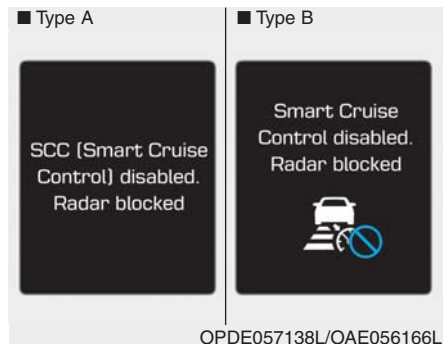 ■ Type A
■ Type B
SCC (Smart Cruise
Control) disabled.
Radar blocked
Smart Cruise
Control disabled.
Radar blocked
OPDE057138L/OAE056166L